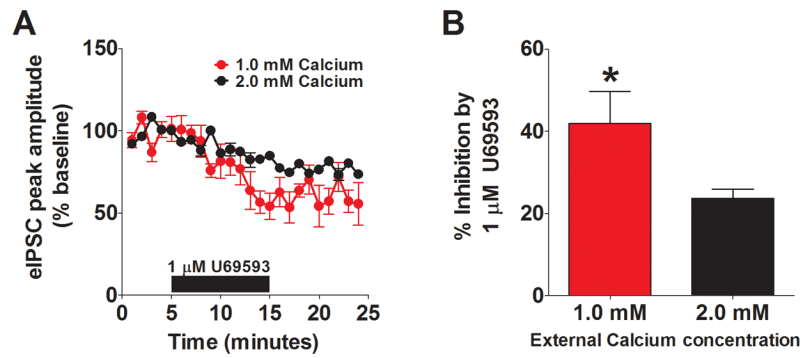 A
eIPSC peak amplitude
(% baseline)
150
100
50
0
1.0 mM Calcium
2.0 mM Calcium
1 μM U69593
0 5 10 15 20 25
Time (minutes)
B
% Inhibition by
1 μM U69593
60
40
20
0
*
1.0 mM 2.0 mM
External Calcium concentration